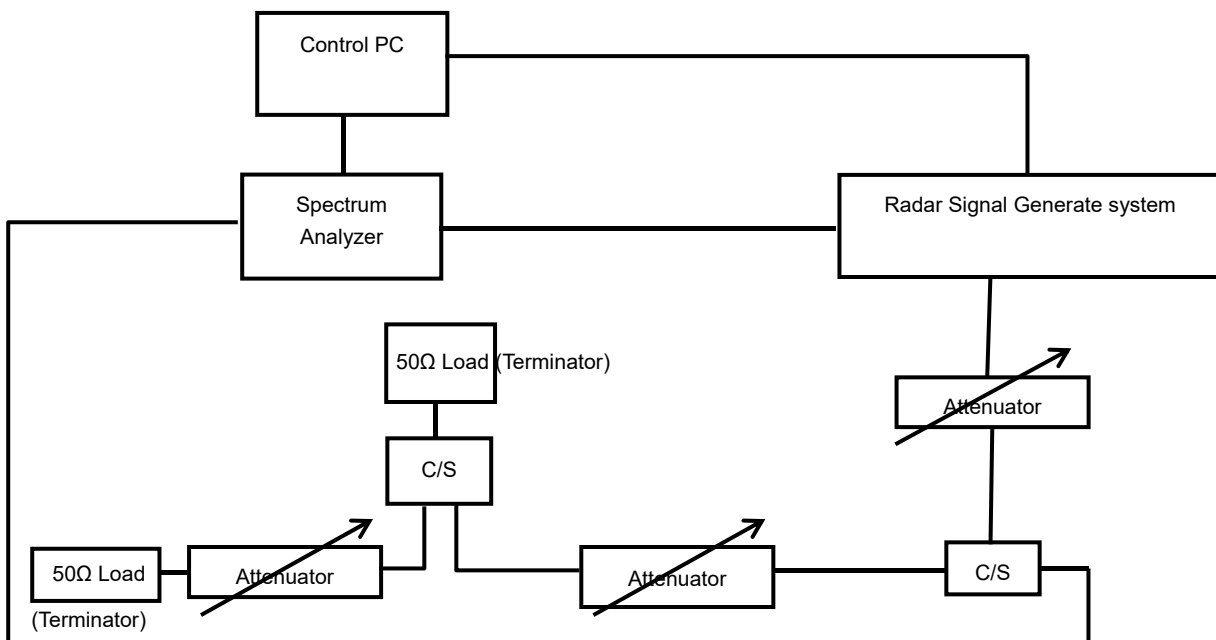 Control PC
Spectrum
Analyzer
Radar Signal Generate system
50Ω Load (Terminator)
Attenuator
C/S
50Ω Load
(Terminator)
Attenuator
Attenuator
C/S